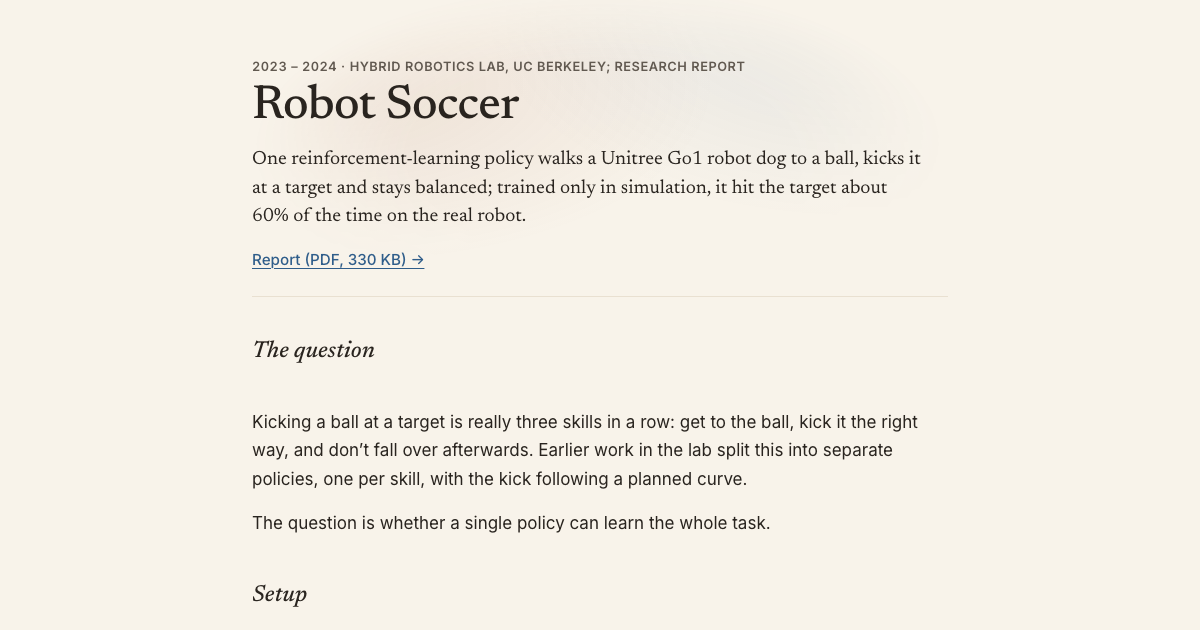 2023 – 2024 · HYBRID ROBOTICS LAB, UC BERKELEY; RESEARCH REPORT
Robot Soccer
One reinforcement-learning policy walks a Unitree Go1 robot dog to a ball, kicks it
at a target and stays balanced; trained only in simulation, it hit the target about
60% of the time on the real robot.
Report (PDF, 330 KB) →
The question
Kicking a ball at a target is really three skills in a row: get to the ball, kick it the right
way, and don’t fall over afterwards. Earlier work in the lab split this into separate
policies, one per skill, with the kick following a planned curve.
The question is whether a single policy can learn the whole task.
Setup